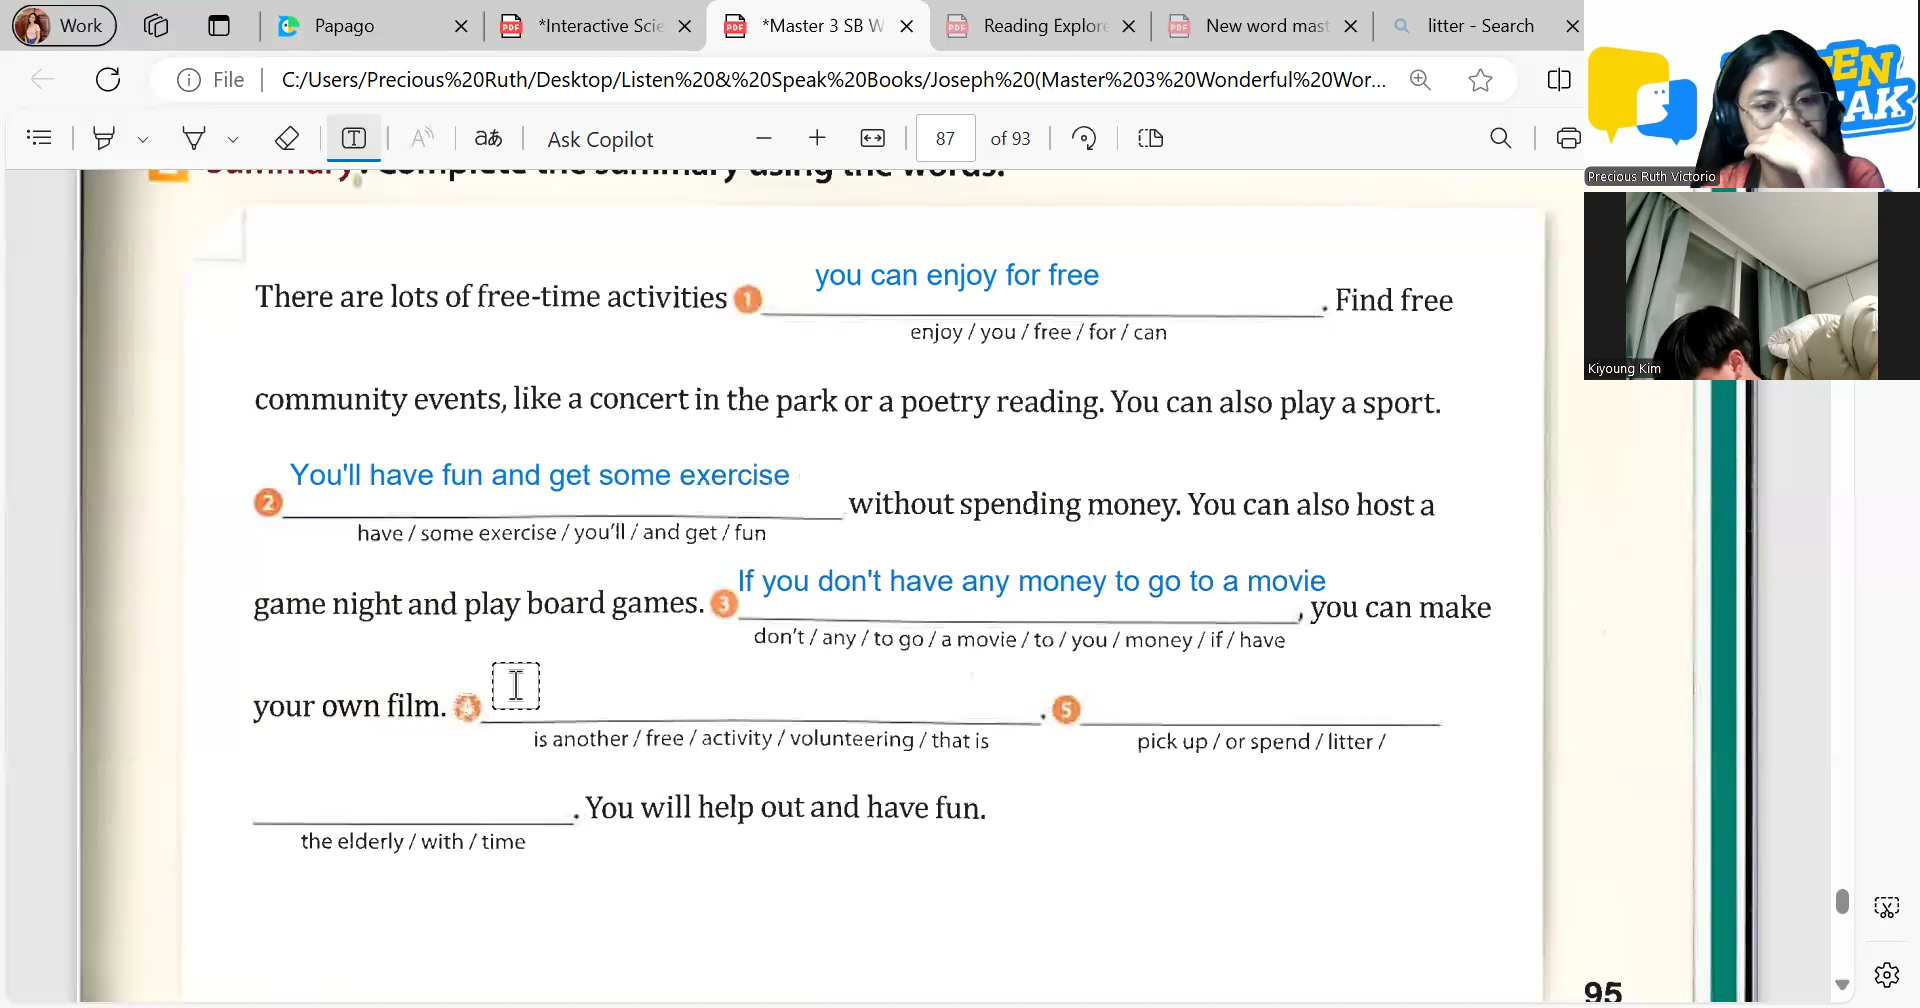 Work
Papago
*Interactive Scie
*Master 3 SB W
Reading Explore
New word mast
litter - Search
File
C:/Users/Precious%20Ruth/Desktop/Listen%20&%20Speak%20Books/Joseph%20(Master%203%20Wonderful%20Wor...
Ask Copilot
87
of 93
Precious Ruth Victorio
Kiyoung Kim
Summary: Complete the summary using the words.
you can enjoy for free
There are lots of free-time activities 1 . Find free
enjoy / you / free / for / can
community events, like a concert in the park or a poetry reading. You can also play a sport.
You'll have fun and get some exercise
2 without spending money. You can also host a
have / some exercise / you'll / and get / fun
If you don't have any money to go to a movie
game night and play board games. 3 , you can make
don't / any / to go / a movie / to / you / money / if / have
your own film. 4 . 5
is another / free / activity / volunteering / that is
pick up / or spend / litter /
. You will help out and have fun.
the elderly / with / time
95